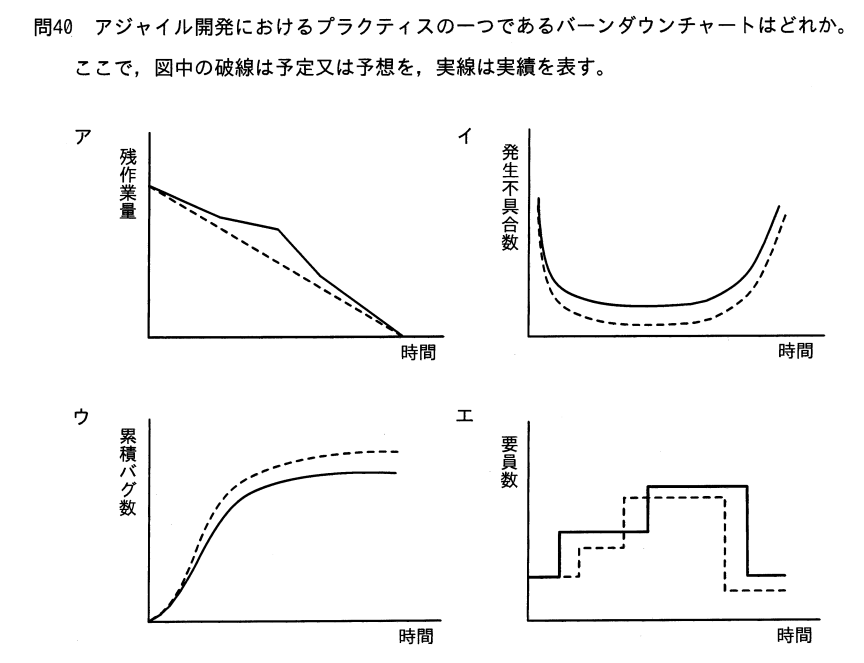 問40 アジャイル開発におけるプラクティスの一つであるバーンダウンチャートはどれか。
ここで，図中の破線は予定又は予想を，実線は実績を表す。
ア
残作業量
時間
イ
発生不具合数
時間
ウ
累積バグ数
時間
エ
要員数
時間